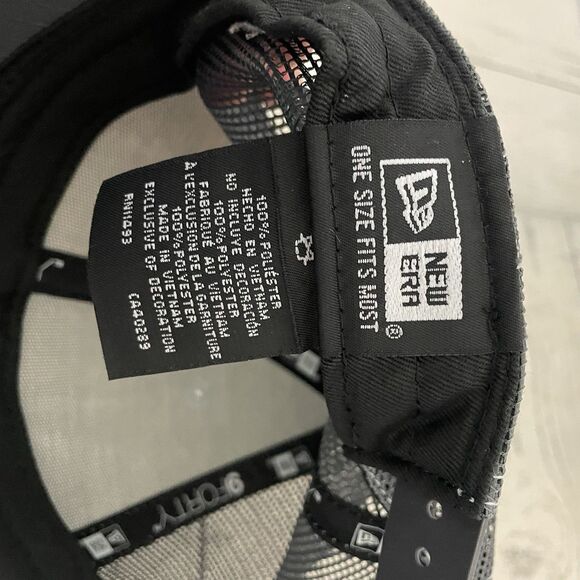 NEW
ERA®
ONE SIZE FITS MOST
100% POLIÉSTER
HECHO EN VIETNAM
NO INCLUYE DECORACIÓN
100% POLYESTER
FABRIQUÉ AU VIETNAM
À L'EXCLUSION DE LA GARNITURE
100% POLYESTER
MADE IN VIETNAM
EXCLUSIVE OF DECORATION
RN11493 CA40289
9FORTY